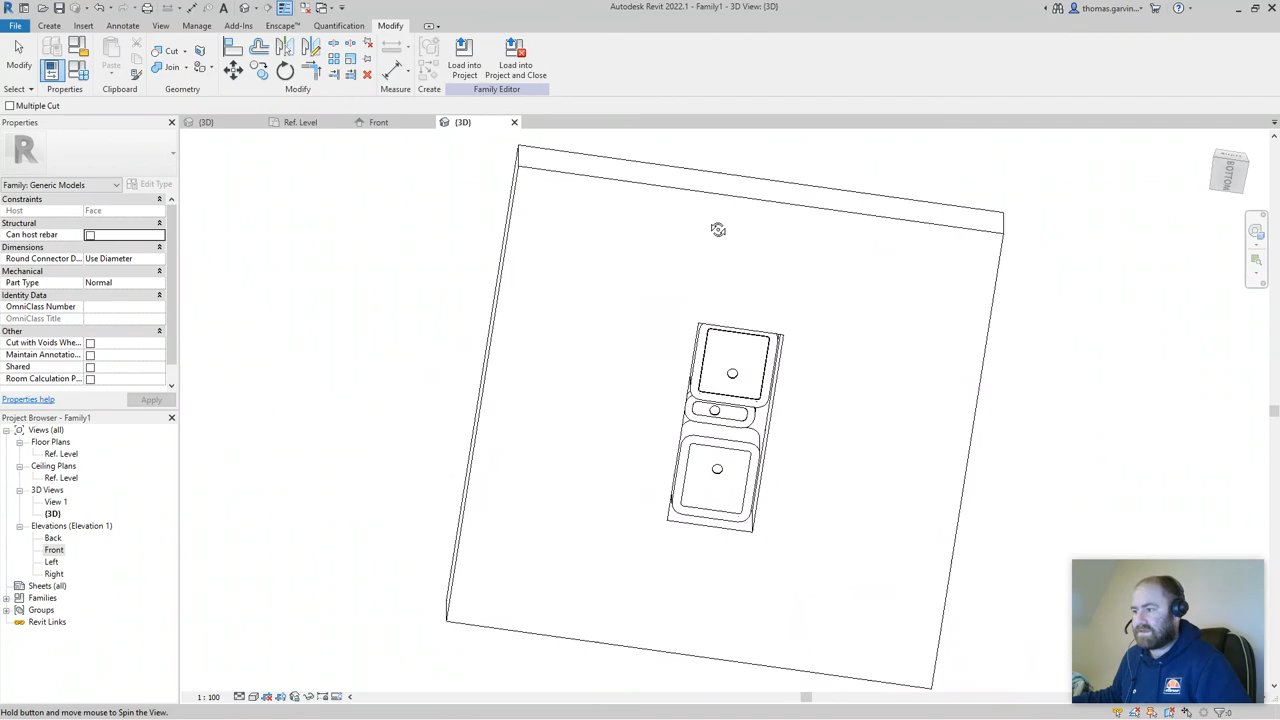 Autodesk Revit 2022.1 - Family1 - 3D View: {3D}
thomas.garvin...
File Create Insert Annotate View Manage Add-Ins Enscape™ Modify
Modify
Paste
Cut
Join
Load into
Project
Load into
Project and Close
Select Properties Clipboard Geometry Modify Measure Create Family Editor
Multiple Cut
Properties
{3D}
Ref. Level
Front
{3D}
Family: Generic Models
Edit Type
Constraints
Host Face
Structural
Can host rebar
Dimensions
Round Connector D... Use Diameter
Mechanical
Part Type Normal
Identity Data
OmniClass Number
OmniClass Title
Other
Cut with Voids Whe...
Maintain Annotatio...
Shared
Room Calculation P...
Properties help
Apply
Project Browser - Family1
Views (all)
Floor Plans
Ref. Level
Ceiling Plans
Ref. Level
3D Views
View 1
{3D}
Elevations (Elevation 1)
Back
Front
Left
Right
Sheets (all)
Families
Groups
Revit Links
BOTTOM
1 : 100
Hold button and move mouse to Spin the View.
:0